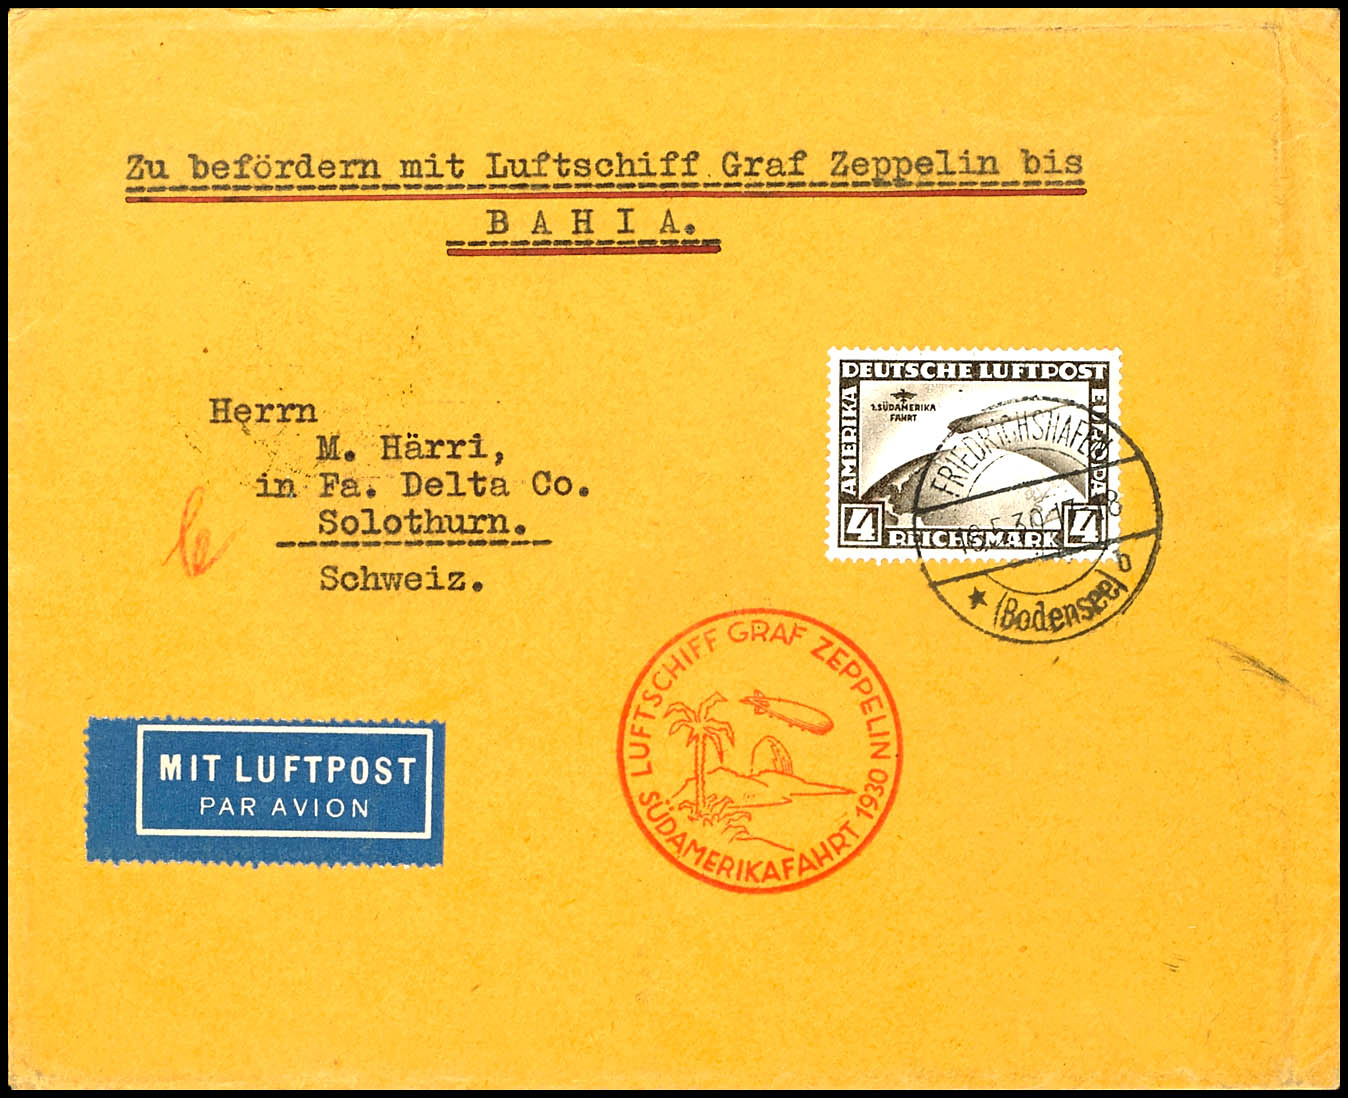 Zu befördern mit Luftschiff Graf Zeppelin bis
BAHIA.
Herrn
M. Härri,
in Fa. Delta Co.
Solothurn.
Schweiz.
DEUTSCHE LUFTPOST
AMERIKA
EUROPA
1. SÜDAMERIKA
FAHRT
4 REICHSMARK 4
FRIEDRICHSHAFEN
(Bodensee) b
LUFTSCHIFF GRAF ZEPPELIN
SÜDAMERIKAFAHRT 1930
MIT LUFTPOST
PAR AVION